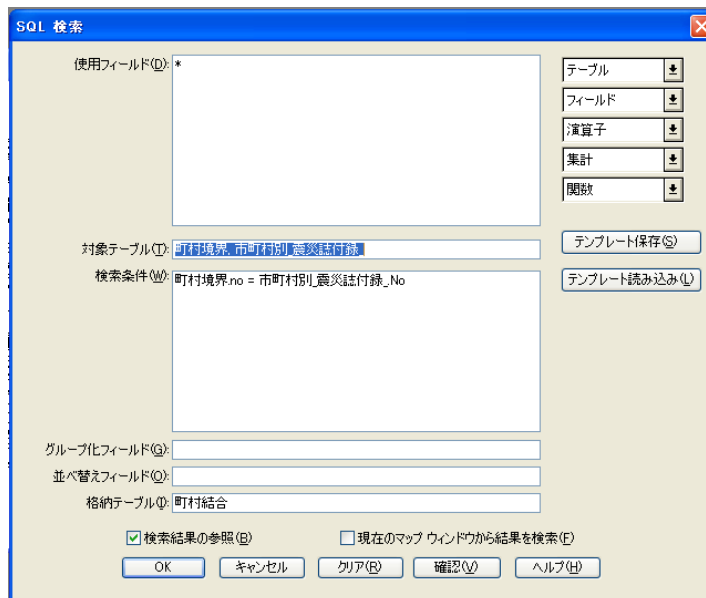 SQL 検索
使用フィールド(D): *
テーブル
フィールド
演算子
集計
関数
対象テーブル(T): 町村境界, 市町村別_震災誌付録_
テンプレート保存(S)
検索条件(W): 町村境界.no = 市町村別_震災誌付録_.No
テンプレート読み込み(L)
グループ化フィールド(G):
並べ替えフィールド(O):
格納テーブル(I): 町村結合
検索結果の参照(B) 現在のマップ ウィンドウから結果を検索(F)
OK キャンセル クリア(R) 確認(V) ヘルプ(H)